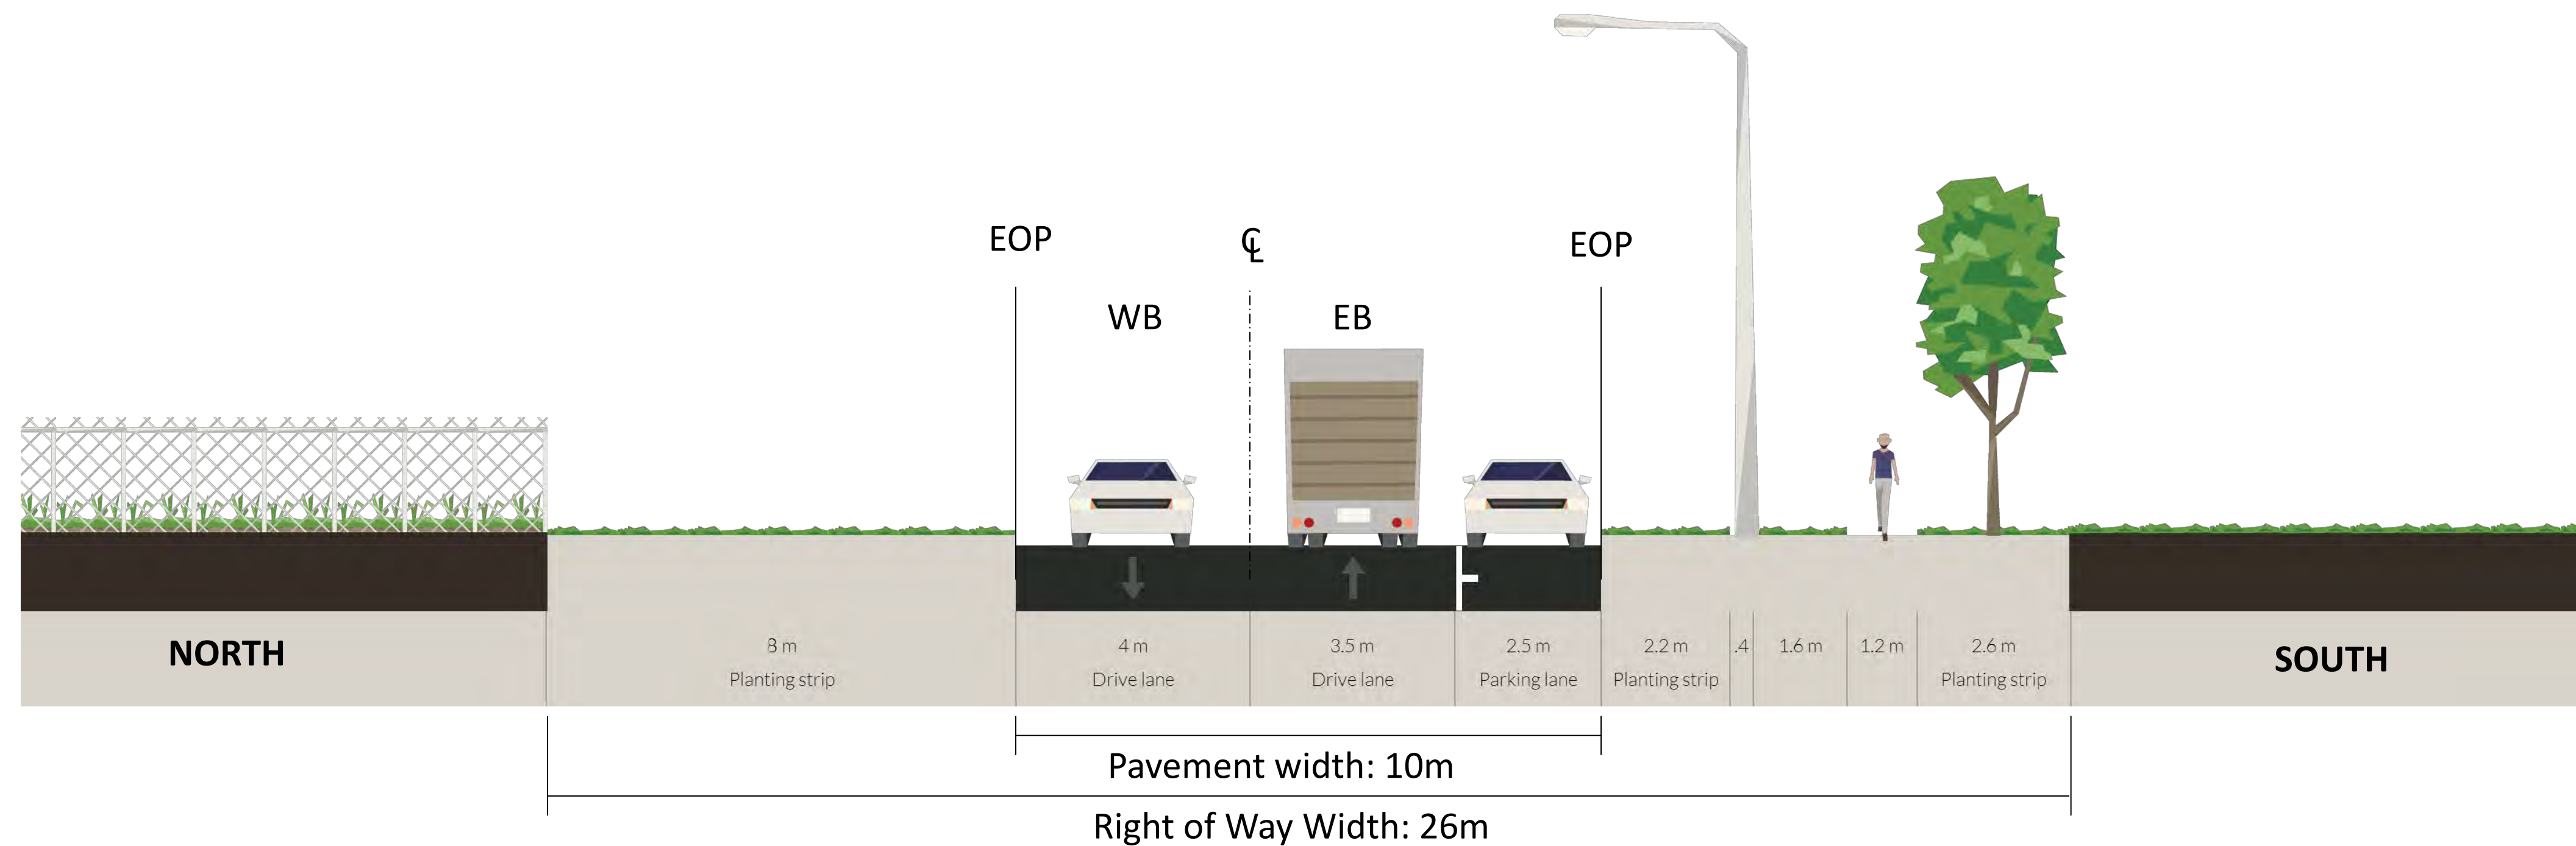 EOP
℄
EOP
WB
EB
NORTH
8 m
Planting strip
4 m
Drive lane
3.5 m
Drive lane
2.5 m
Parking lane
2.2 m
Planting strip
.4
1.6 m
1.2 m
2.6 m
Planting strip
SOUTH
Pavement width: 10m
Right of Way Width: 26m